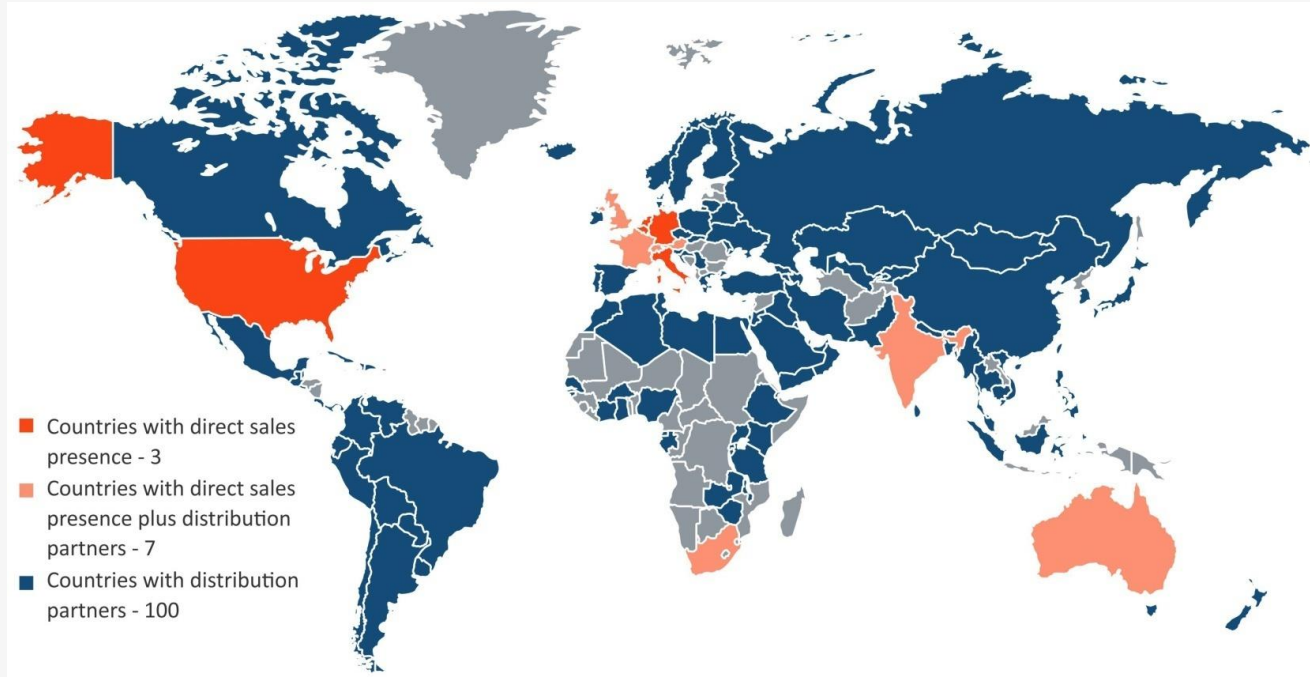 Countries with direct sales
presence - 3
Countries with direct sales
presence plus distribution
partners - 7
Countries with distribution
partners - 100